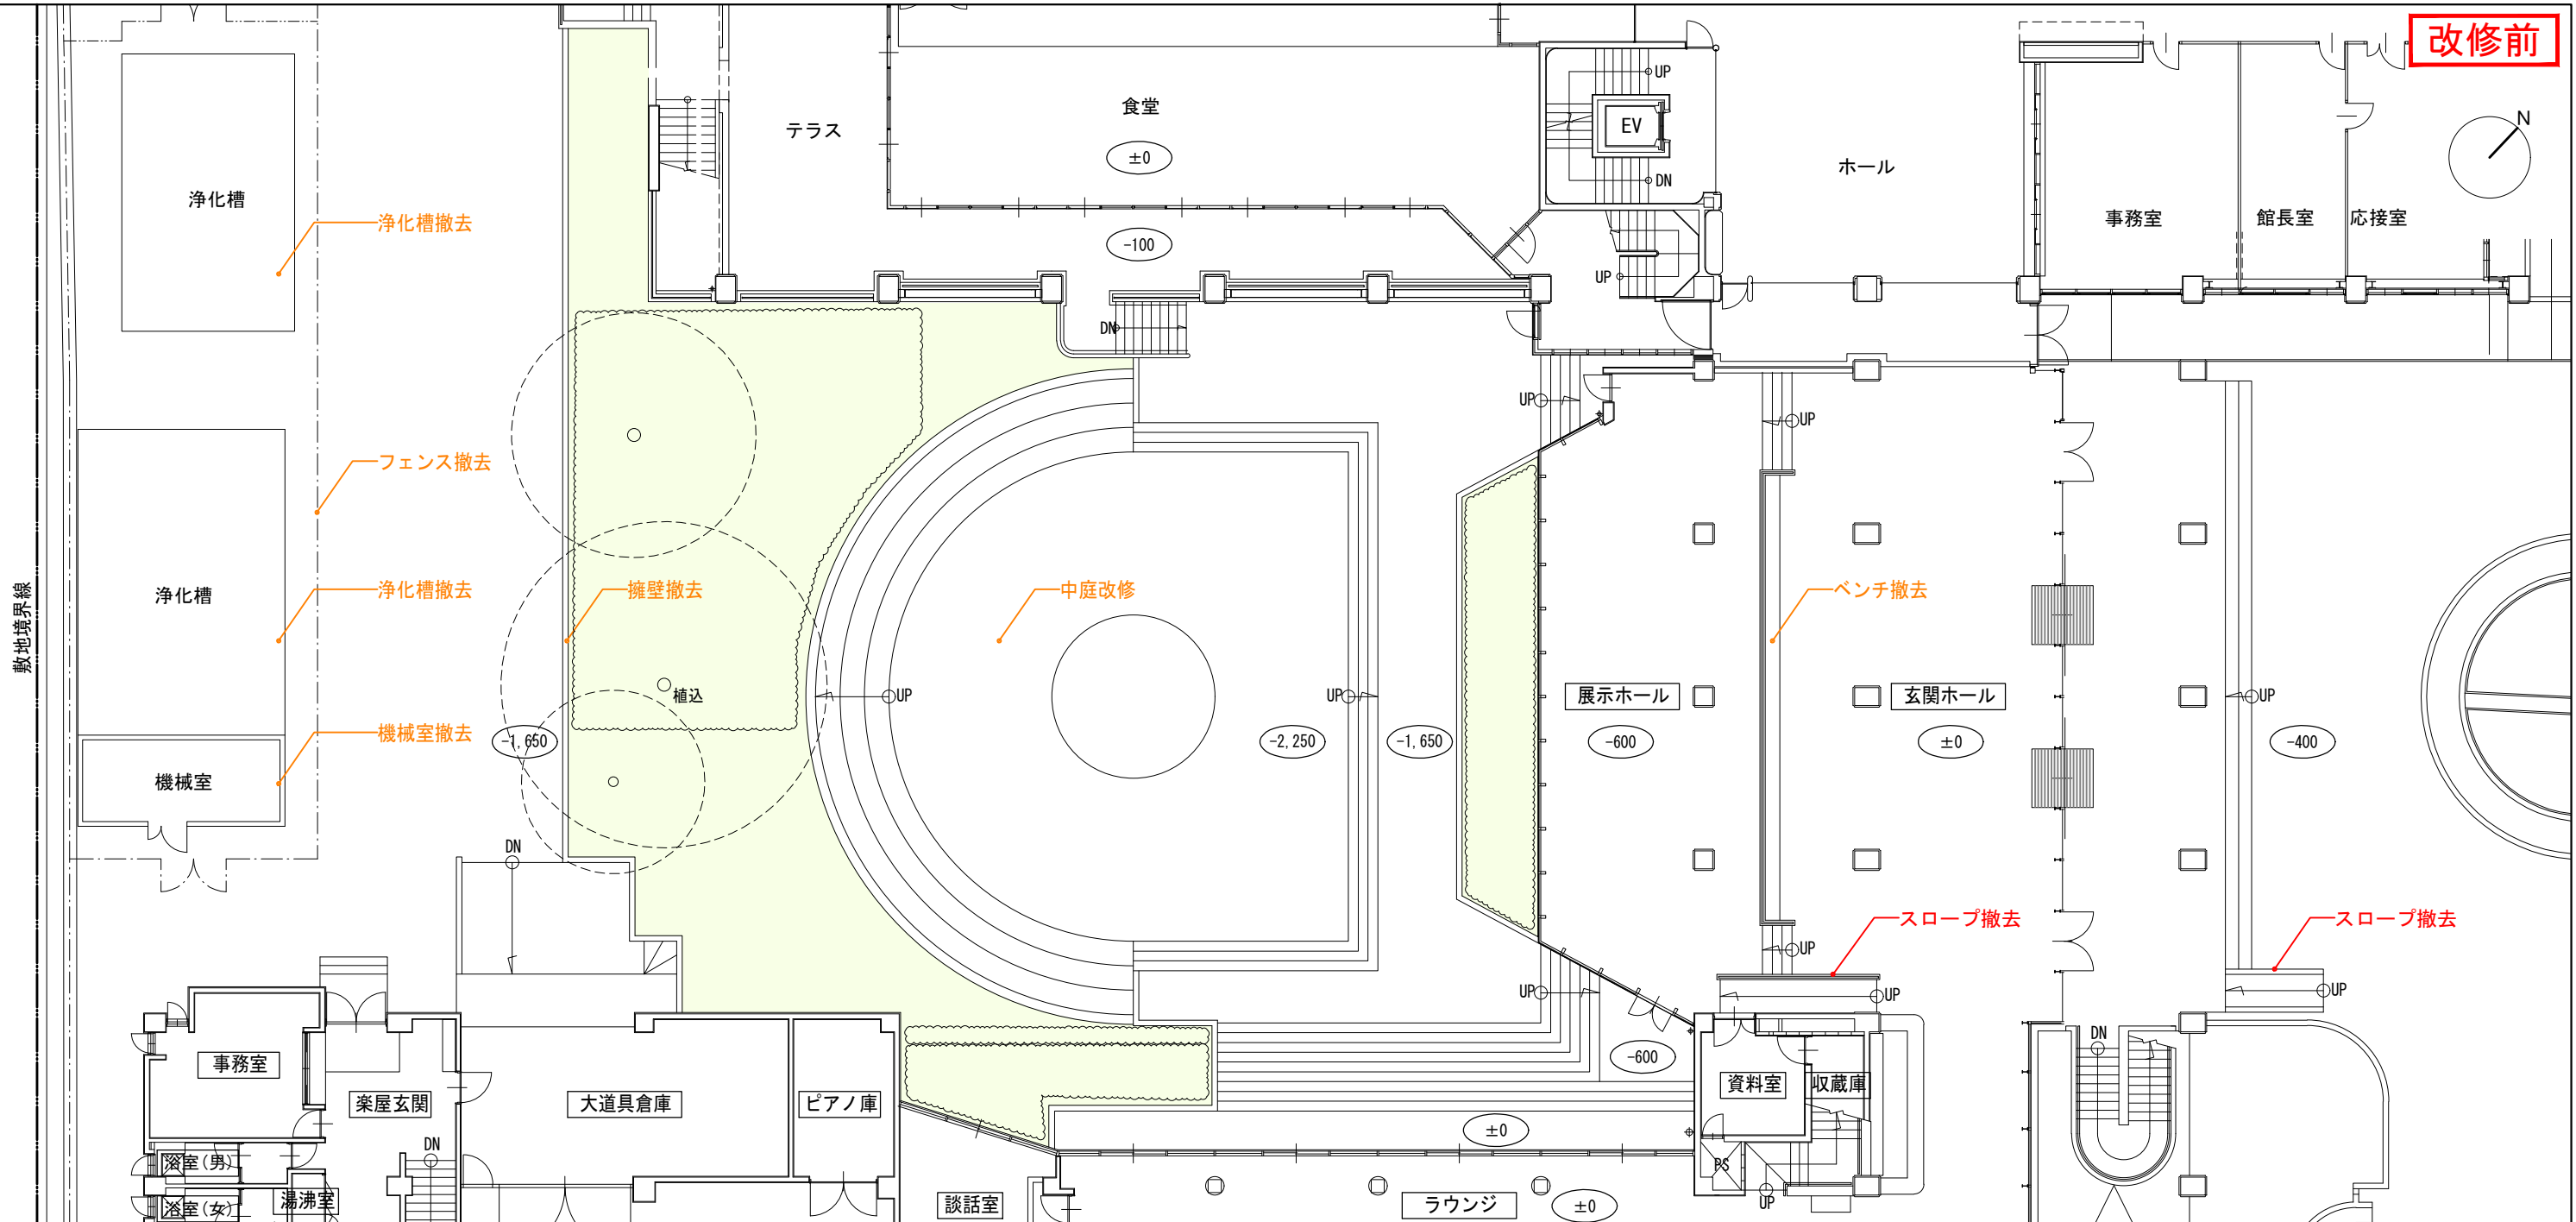 改修前
N
UP
EV
食堂
テラス
±0
ホール
DN
浄化槽
浄化槽撤去
事務室
館長室
応接室
-100
UP
DN
UP
UP
フェンス撤去
敷地境界線
浄化槽
浄化槽撤去
擁壁撤去
中庭改修
ベンチ撤去
植込
UP
UP
展示ホール
玄関ホール
UP
機械室撤去
-1,650
-2,250
-1,650
-600
±0
-400
機械室
DN
スロープ撤去
スロープ撤去
UP
UP
UP
UP
DN
事務室
-600
資料室
収蔵庫
楽屋玄関
大道具倉庫
ピアノ庫
±0
DN
浴室(男)
PS
湯沸室
浴室(女)
談話室
ラウンジ
±0
UP